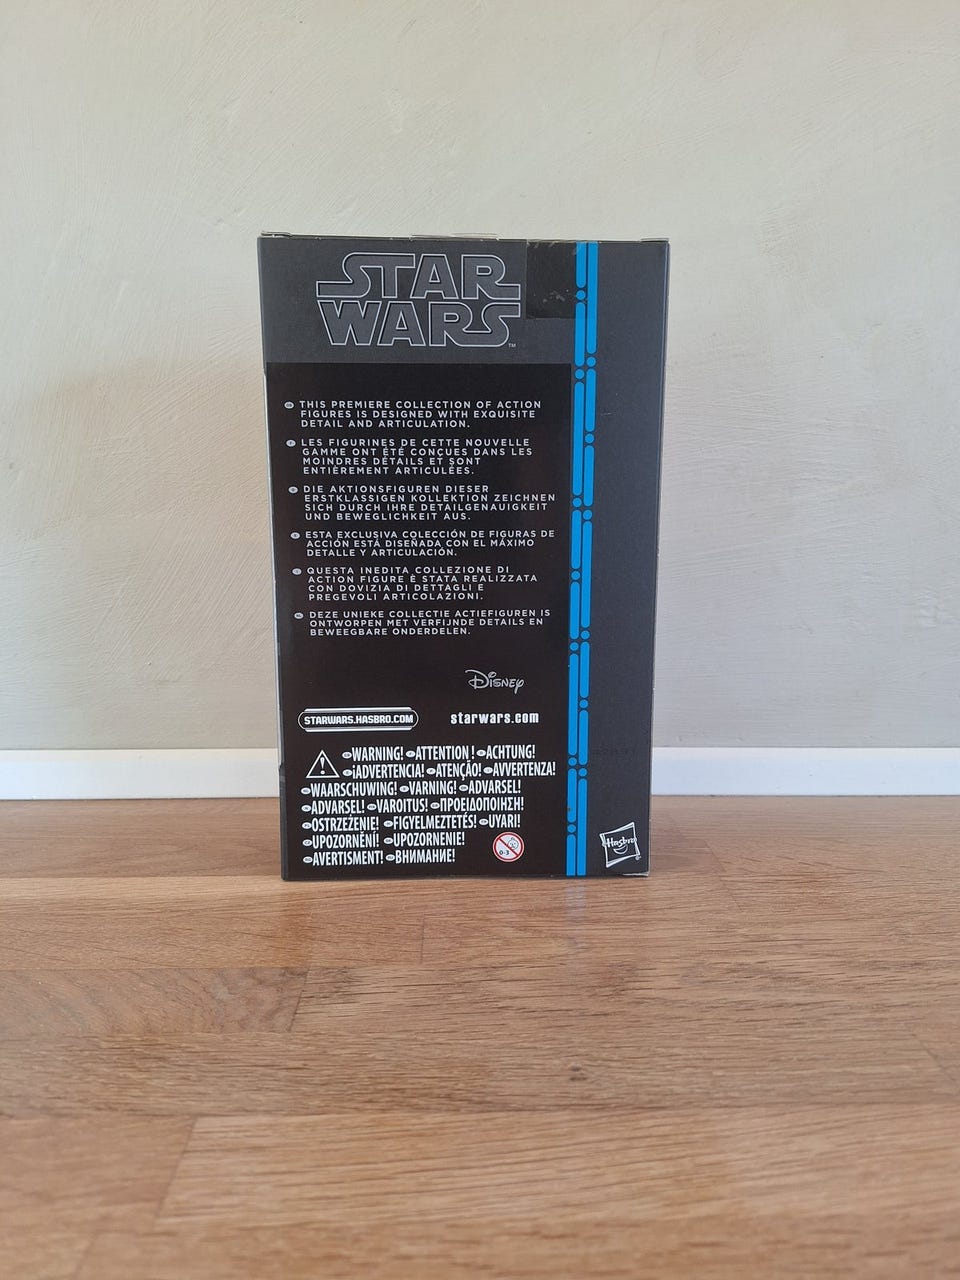 STAR
WARS
™
THIS PREMIERE COLLECTION OF ACTION
FIGURES IS DESIGNED WITH EXQUISITE
DETAIL AND ARTICULATION.
LES FIGURINES DE CETTE NOUVELLE
GAMME ONT ÉTÉ CONÇUES DANS LES
MOINDRES DÉTAILS ET SONT
ENTIÈREMENT ARTICULÉES.
DIE AKTIONSFIGUREN DIESER
ERSTKLASSIGEN KOLLEKTION ZEICHNEN
SICH DURCH IHRE DETAILGENAUIGKEIT
UND BEWEGLICHKEIT AUS.
ESTA EXCLUSIVA COLECCIÓN DE FIGURAS DE
ACCIÓN ESTÁ DISEÑADA CON EL MÁXIMO
DETALLE Y ARTICULACIÓN.
QUESTA INEDITA COLLEZIONE DI
ACTION FIGURE È STATA REALIZZATA
CON DOVIZIA DI DETTAGLI E
PREGEVOLI ARTICOLAZIONI.
DEZE UNIEKE COLLECTIE ACTIEFIGUREN IS
ONTWORPEN MET VERFIJNDE DETAILS EN
BEWEEGBARE ONDERDELEN.
Disney
STARWARS.HASBRO.COM
starwars.com
WARNING! ATTENTION! ACHTUNG!
¡ADVERTENCIA! ATENÇÃO! AVVERTENZA!
WAARSCHUWING! VARNING! ADVARSEL!
ADVARSEL! VAROITUS! ΠΡΟΕΙΔΟΠΟΙΗΣΗ!
OSTRZEŻENIE! FIGYELMEZTETÉS! UYARI!
UPOZORNĚNÍ! UPOZORNENIE!
AVERTISMENT! ВНИМАНИЕ!
0-3
Hasbro